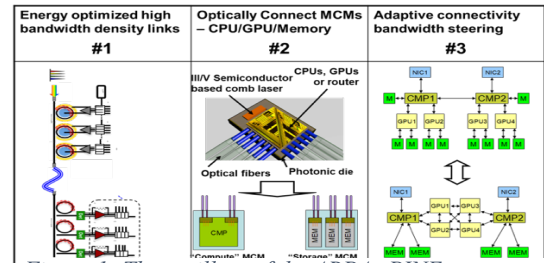 Energy optimized high
bandwidth density links
#1
Optically Connect MCMs
– CPU/GPU/Memory
#2
III/V Semiconductor
based comb laser
CPUs, GPUs
or router
Optical fibers
Photonic die
CMP
MEM
MEM
MEM
"Compute" MCM
"Storage" MCM
Adaptive connectivity
bandwidth steering
#3
NIC1
NIC2
M
CMP1
CMP2
M
GPU1
GPU2
GPU3
GPU4
M
M
M
M
M
M
M
M
NIC1
NIC2
GPU1
GPU3
CMP1
CMP2
GPU2
GPU4
MEM
MEM
MEM
MEM